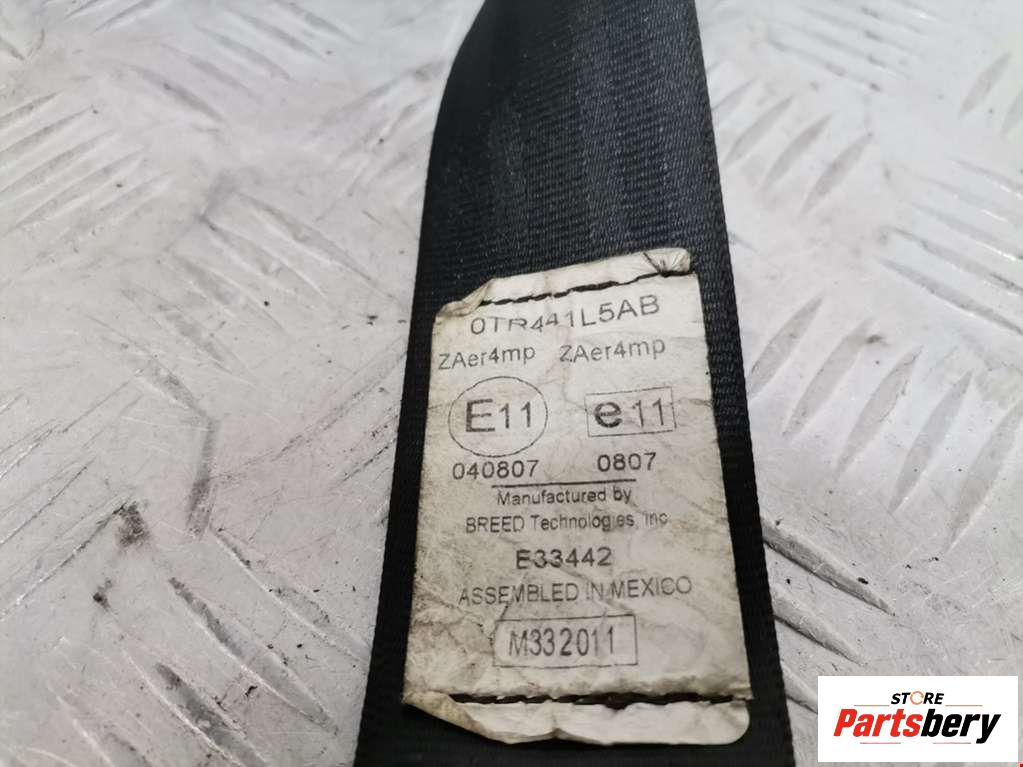 0TR441L5AB
ZAer4mp ZAer4mp
E11 e11
040807 0807
Manufactured by
BREED Technologies, Inc
E33442
ASSEMBLED IN MEXICO
M332011
STORE
Partsbery